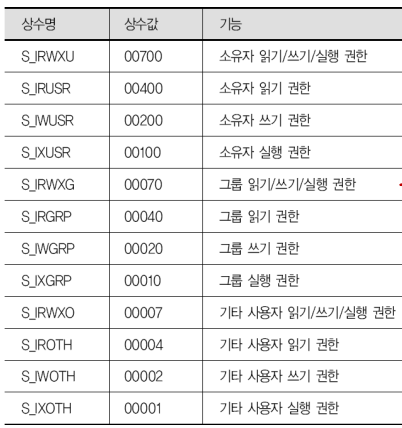 상수명 상수값 기능
S_IRWXU 00700 소유자 읽기/쓰기/실행 권한
S_IRUSR 00400 소유자 읽기 권한
S_IWUSR 00200 소유자 쓰기 권한
S_IXUSR 00100 소유자 실행 권한
S_IRWXG 00070 그룹 읽기/쓰기/실행 권한
S_IRGRP 00040 그룹 읽기 권한
S_IWGRP 00020 그룹 쓰기 권한
S_IXGRP 00010 그룹 실행 권한
S_IRWXO 00007 기타 사용자 읽기/쓰기/실행 권한
S_IROTH 00004 기타 사용자 읽기 권한
S_IWOTH 00002 기타 사용자 쓰기 권한
S_IXOTH 00001 기타 사용자 실행 권한